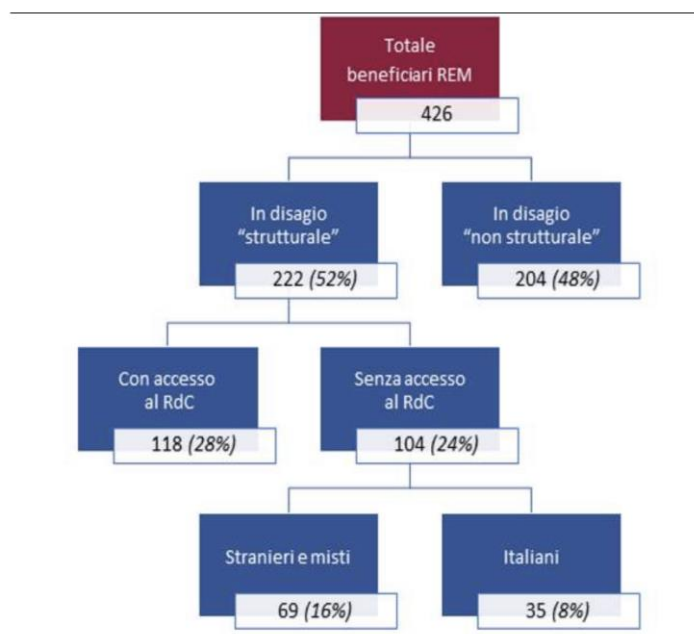 Totale
beneficiari REM
426
In disagio
"strutturale"
222 (52%)
In disagio
"non strutturale"
204 (48%)
Con accesso
al RdC
118 (28%)
Senza accesso
al RdC
104 (24%)
Stranieri e misti
69 (16%)
Italiani
35 (8%)